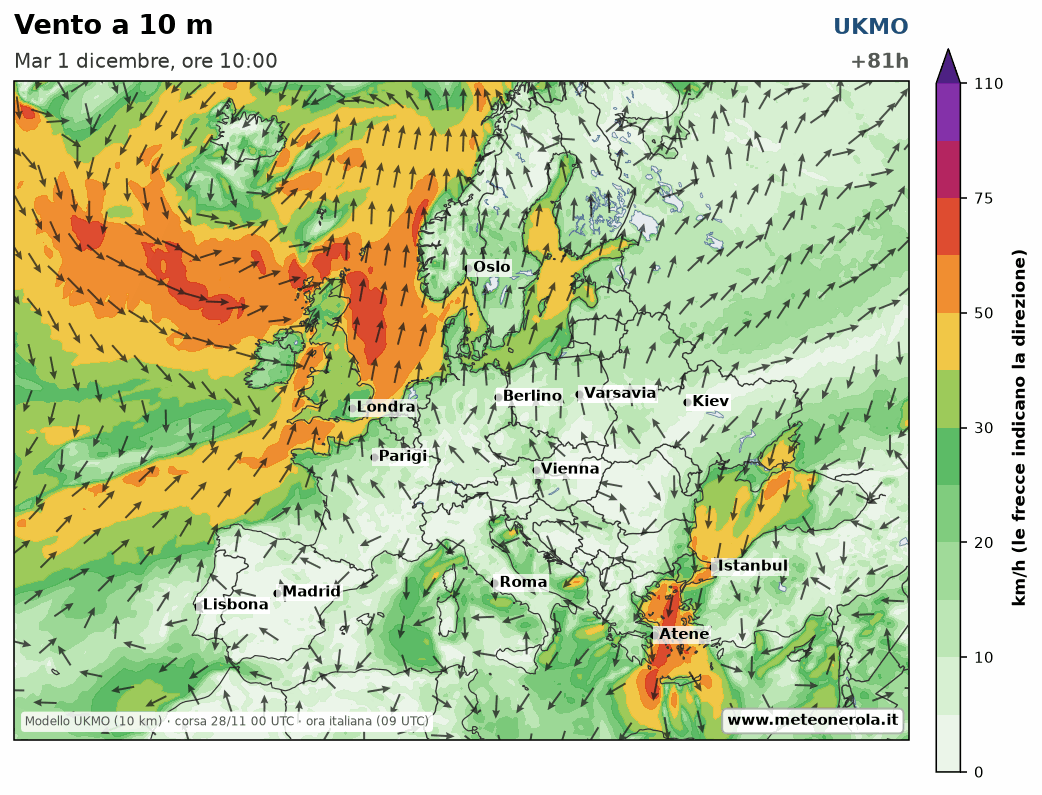 Vento a 10 m
UKMO
Mar 1 dicembre, ore 10:00
+81h
110
75
50
30
20
10
0
km/h (le frecce indicano la direzione)
Oslo
Berlino
Varsavia
Kiev
Londra
Parigi
Vienna
Istanbul
Roma
Madrid
Lisbona
Atene
Modello UKMO (10 km) · corsa 28/11 00 UTC · ora italiana (09 UTC)
www.meteonerola.it